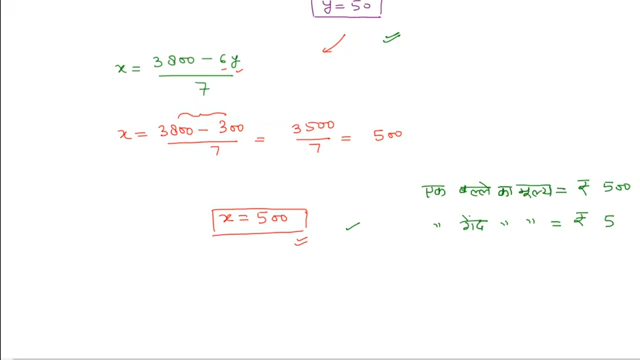 y = 50
x = 3800 - 6y / 7
x = 3800 - 300 / 7 = 3500 / 7 = 500
x = 500
एक बल्ले का मूल्य = ₹ 500
" गेंद " " = ₹ 5